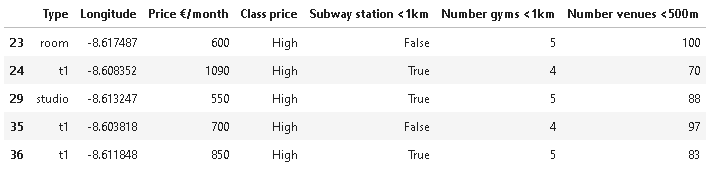 Type Longitude Price €/month Class price Subway station <1km Number gyms <1km Number venues <500m
23 room -8.617487 600 High False 5 100
24 t1 -8.608352 1090 High True 4 70
29 studio -8.613247 550 High True 5 88
35 t1 -8.603818 700 High False 4 97
36 t1 -8.611848 850 High True 5 83